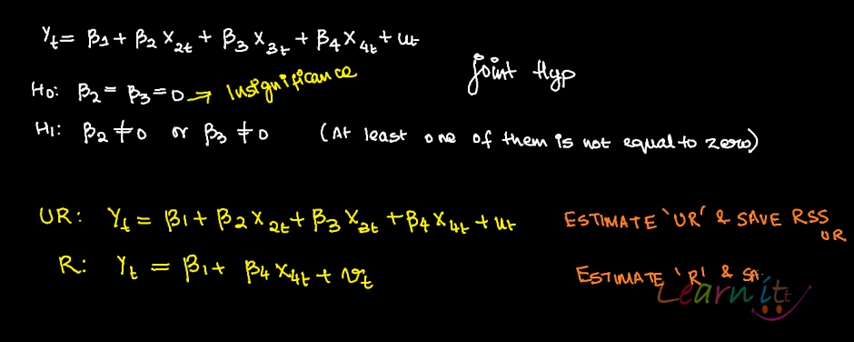 Yt = β1 + β2 X2t + β3 X3t + β4 X4t + ut
Joint Hyp
H0: β2 = β3 = 0 → Insignificance
H1: β2 ≠ 0 or β3 ≠ 0 (At least one of them is not equal to zero)
UR: Yt = β1 + β2 X2t + β3 X3t + β4 X4t + ut ESTIMATE 'UR' & SAVE RSS UR
R: Yt = β1 + β4 X4t + vt ESTIMATE 'R' & SA
Learnitt